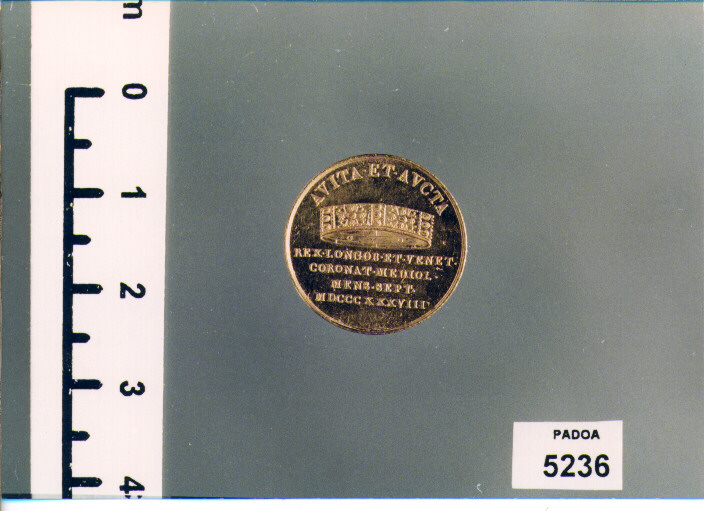 m
0
1
2
3
4
AVITA·ET·AVCTA
REX·LONGOB·ET·VENET·
CORONAT·MEDIOL·
MENS·SEPT.
MDCCCXXXVIII
PADOA
5236